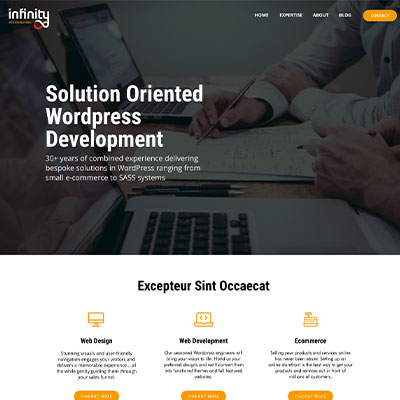 infinity
HOME EXPERTISE ABOUT BLOG CONTACT
Solution Oriented
Wordpress
Development
30+ years of combined experience delivering
bespoke solutions in WordPress ranging from
small e-commerce to SASS systems
Excepteur Sint Occaecat
Web Design
Stunning visuals and user-friendly
navigation engages your visitors and
delivers a memorable experience... all
the while gently guiding them through
your sales funnel.
FIND OUT MORE
Web Development
Our seasoned Wordpress engineers will
bring your vision to life. Hand us your
preferred designs and we'll convert them
into functional themes and full-featured
websites.
FIND OUT MORE
Ecommerce
Selling your products and services online
has never been easier. Setting up an
online storefront is the best way to get your
products and services out in front of
millions of customers.
FIND OUT MORE